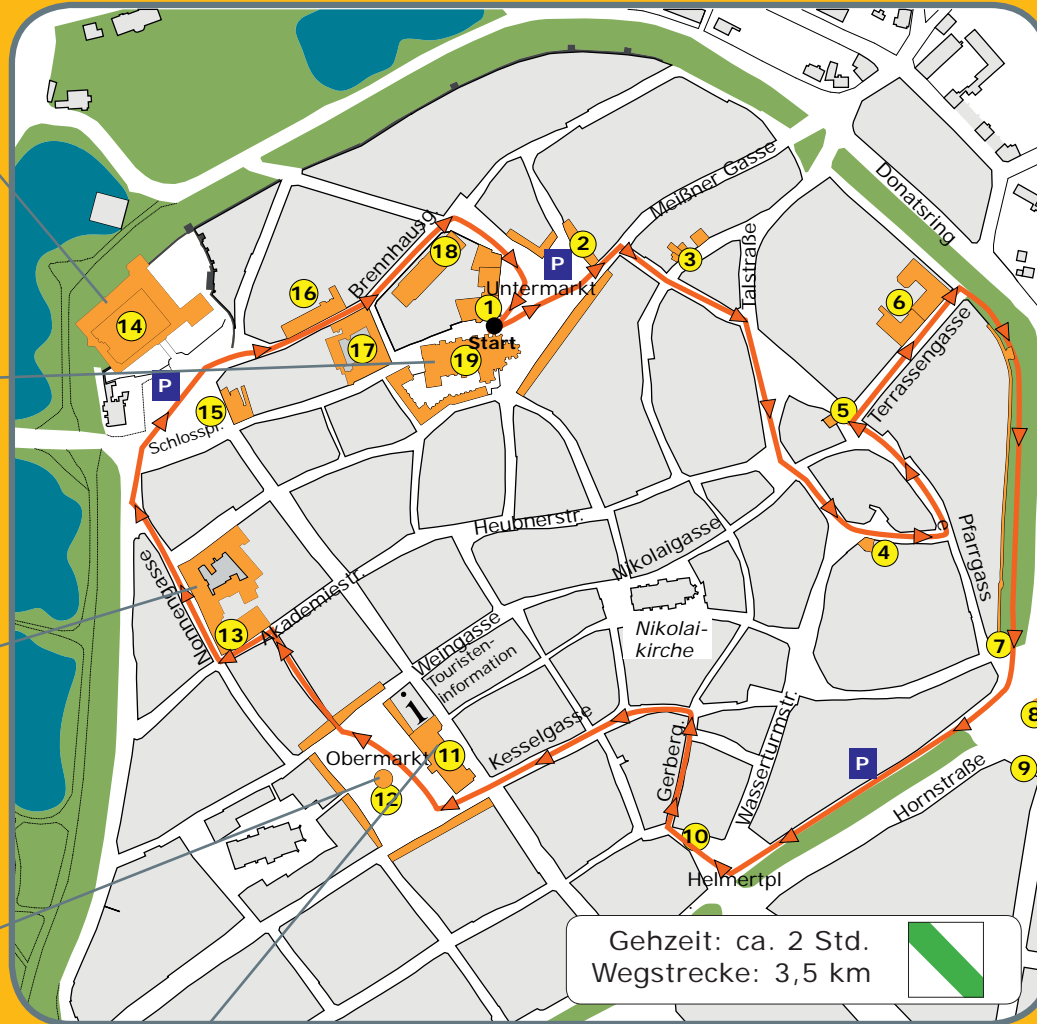 Donatsring
Meißner Gasse
Talstraße
Brennhausg.
2
3
18
P
Untermarkt
16
6
1
Start
14
17
19
P
15
Schlosspl.
5
Terrassengasse
Heubnerstr.
Nikolaigasse
4
Pfarrgass
Nonnengasse
Akademiestr.
13
Weingasse
Touristen-
information
i
Nikolai-
kirche
7
8
9
Kesselgasse
Gerberg.
Wasserturmstr.
P
Hornstraße
Obermarkt
11
12
10
Helmertpl
Gehzeit: ca. 2 Std.
Wegstrecke: 3,5 km